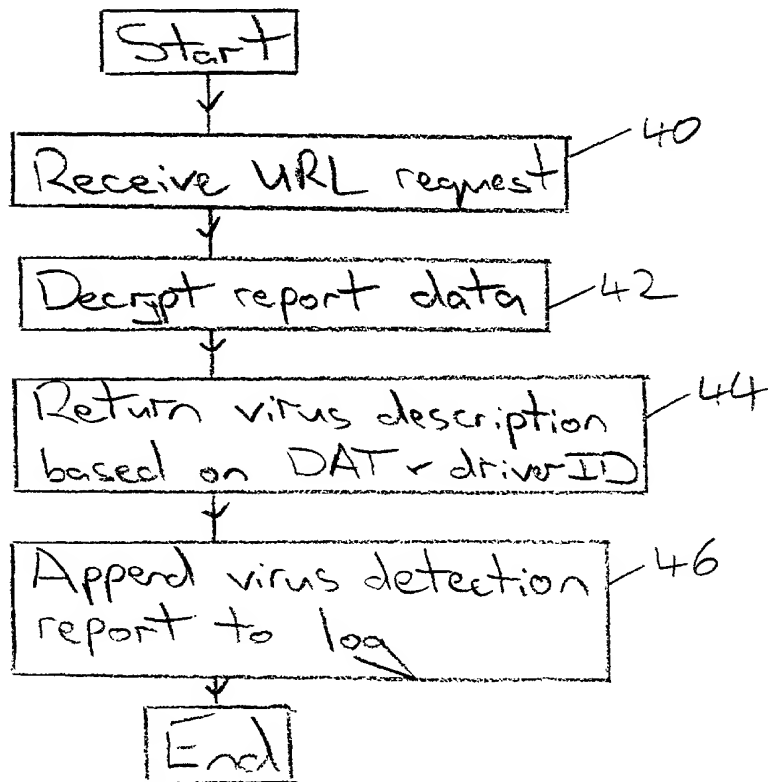 Start
Receive URL request
40
Decrypt report data
42
Return virus description
based on DAT & driver ID
44
Append virus detection
report to log
46
End